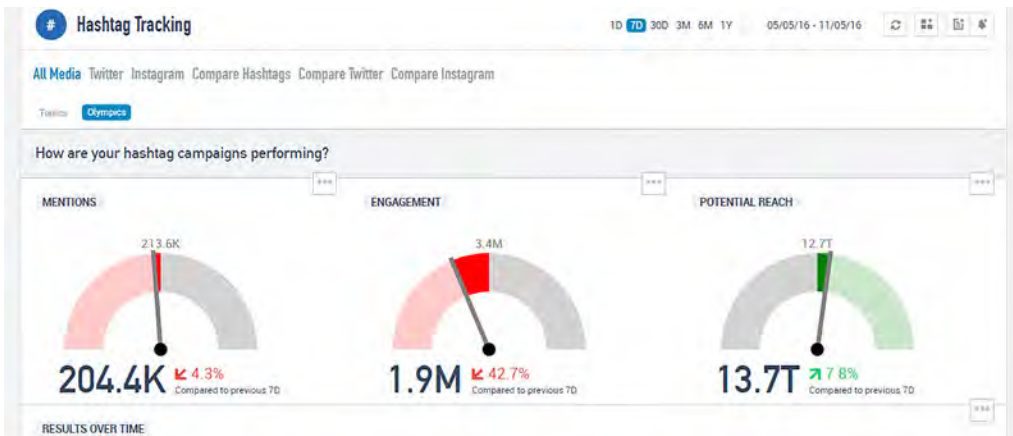 # Hashtag Tracking
1D 7D 30D 3M 6M 1Y 05/05/16 - 11/05/16
All Media Twitter Instagram Compare Hashtags Compare Twitter Compare Instagram
Topics Olympics
How are your hashtag campaigns performing?
MENTIONS
213.6K
204.4K 4.3%
Compared to previous 7D
ENGAGEMENT
3.4M
1.9M 42.7%
Compared to previous 7D
POTENTIAL REACH
12.7T
13.7T 7.8%
Compared to previous 7D
RESULTS OVER TIME